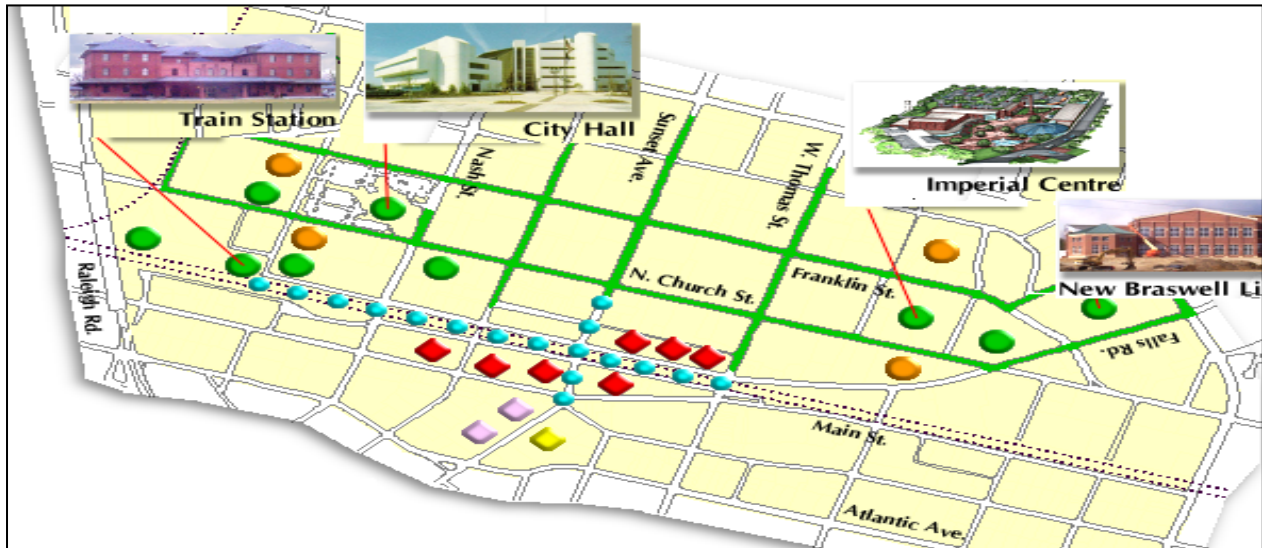 Train Station
City Hall
Imperial Centre
New Braswell Li
Nash St.
Sunset Ave.
W. Thomas St.
Franklin St.
N. Church St.
Raleigh Rd.
Falls Rd.
Main St.
Atlantic Ave.